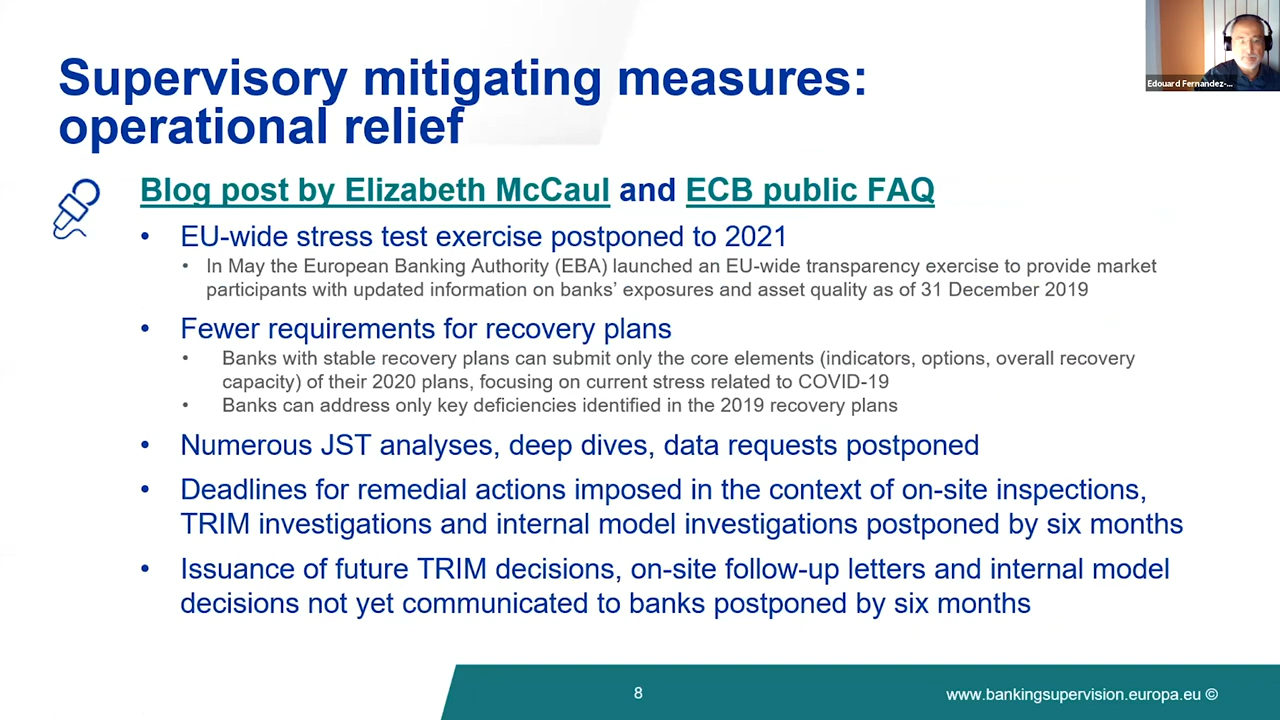 Edouard Fernandez-...
Supervisory mitigating measures:
operational relief
Blog post by Elizabeth McCaul and ECB public FAQ
• EU-wide stress test exercise postponed to 2021
• In May the European Banking Authority (EBA) launched an EU-wide transparency exercise to provide market
participants with updated information on banks’ exposures and asset quality as of 31 December 2019
• Fewer requirements for recovery plans
• Banks with stable recovery plans can submit only the core elements (indicators, options, overall recovery
capacity) of their 2020 plans, focusing on current stress related to COVID-19
• Banks can address only key deficiencies identified in the 2019 recovery plans
• Numerous JST analyses, deep dives, data requests postponed
• Deadlines for remedial actions imposed in the context of on-site inspections,
TRIM investigations and internal model investigations postponed by six months
• Issuance of future TRIM decisions, on-site follow-up letters and internal model
decisions not yet communicated to banks postponed by six months
8
www.bankingsupervision.europa.eu ©